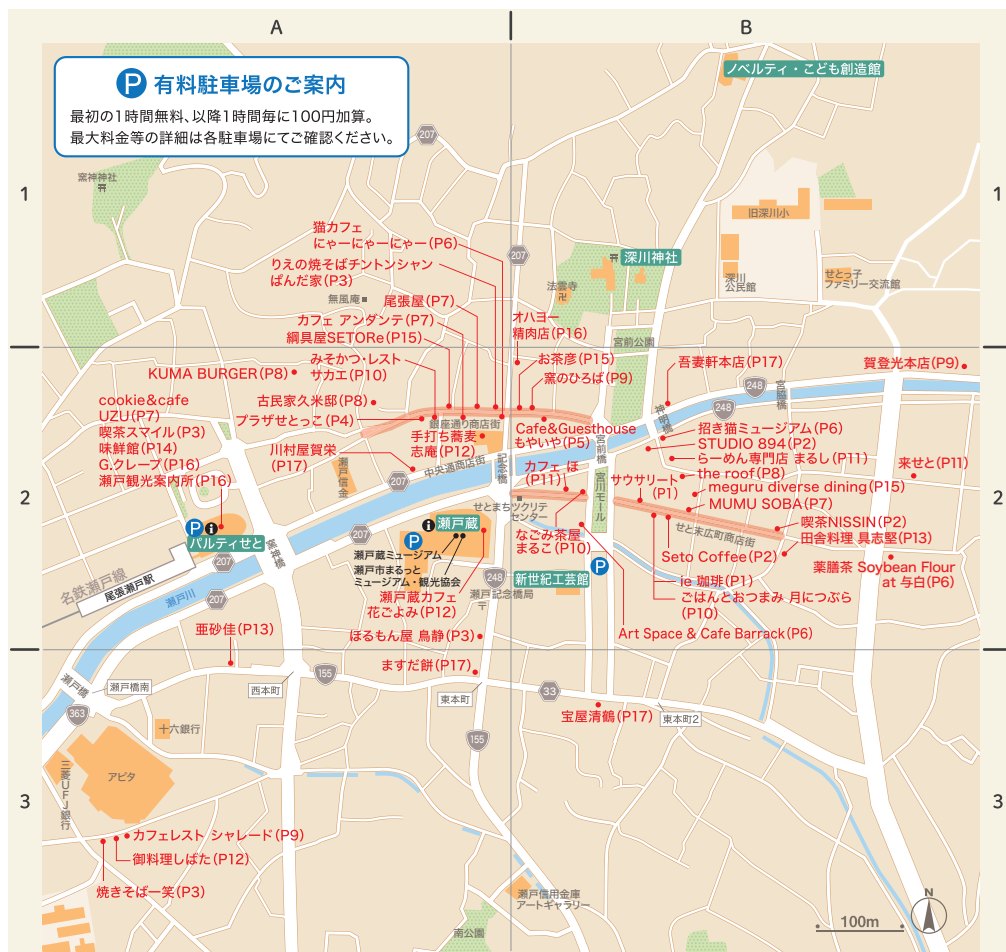 A
B
P 有料駐車場のご案内
最初の1時間無料、以降1時間毎に100円加算。
最大料金等の詳細は各駐車場にてご確認ください。
ノベルティ・こども創造館
207
窯神神社
1
1
旧深川小
猫カフェ
にゃーにゃーにゃー(P6)
207
深川神社
りえの焼そばチントンシャン
ぱんだ家(P3)
法雲寺
深川
公民館
せとっ子
ファミリー交流館
無風庵
尾張屋(P7)
カフェ アンダンテ(P7)
綱具屋SETORe(P15)
オハヨー
精肉店(P16)
宮前公園
みそかつ・レスト
サカエ(P10)
お茶彦(P15)
吾妻軒本店(P17)
賀登光本店(P9)
KUMA BURGER(P8)
窯のひろば(P9)
248
宮脇橋
古民家久米邸(P8)
248
神明橋
cookie&cafe
UZU(P7)
喫茶スマイル(P3)
味鮮館(P14)
G.クレープ(P16)
瀬戸観光案内所(P16)
プラザせとっこ(P4)
銀座通り商店街
Cafe&Guesthouse
もやいや(P5)
宮前橋
招き猫ミュージアム(P6)
手打ち蕎麦
志庵(P12)
STUDIO 894(P2)
川村屋賀栄
(P17)
瀬戸信金
中央通商店街
記念橋
カフェ ほ
(P11)
らーめん専門店 まるし(P11)
来せと(P11)
the roof(P8)
サウサリート
(P1)
meguru diverse dining(P15)
207
2
2
宮川モール
MUMU SOBA(P7)
せとまちツクリテ
センター
P
パルティせと
瀬戸蔵
喫茶NISSIN(P2)
せと末広町商店街
田舎料理 具志堅(P13)
207
207
P
なごみ茶屋
まるこ(P10)
Seto Coffee(P2)
窯神橋
瀬戸蔵ミュージアム
瀬戸市まるっと
ミュージアム・観光協会
薬膳茶 Soybean Flour
at 与白(P6)
名鉄瀬戸線
尾張瀬戸駅
248
新世紀工芸館
P
ie 珈琲(P1)
瀬戸川
207
瀬戸蔵カフェ
花ごよみ(P12)
瀬戸記念橋局
ごはんとおつまみ 月につぶら
(P10)
亜砂佳(P13)
ほるもん屋 鳥静(P3)
Art Space & Cafe Barrack(P6)
ますだ餅(P17)
155
瀬戸橋
瀬戸橋南
西本町
東本町
33
363
宝屋清鶴(P17)
東本町2
十六銀行
155
三菱UFJ銀行
アピタ
3
3
カフェレスト シャレード(P9)
御料理しばた(P12)
焼きそば一笑(P3)
瀬戸信用金庫
アートギャラリー
N
南公園
100m